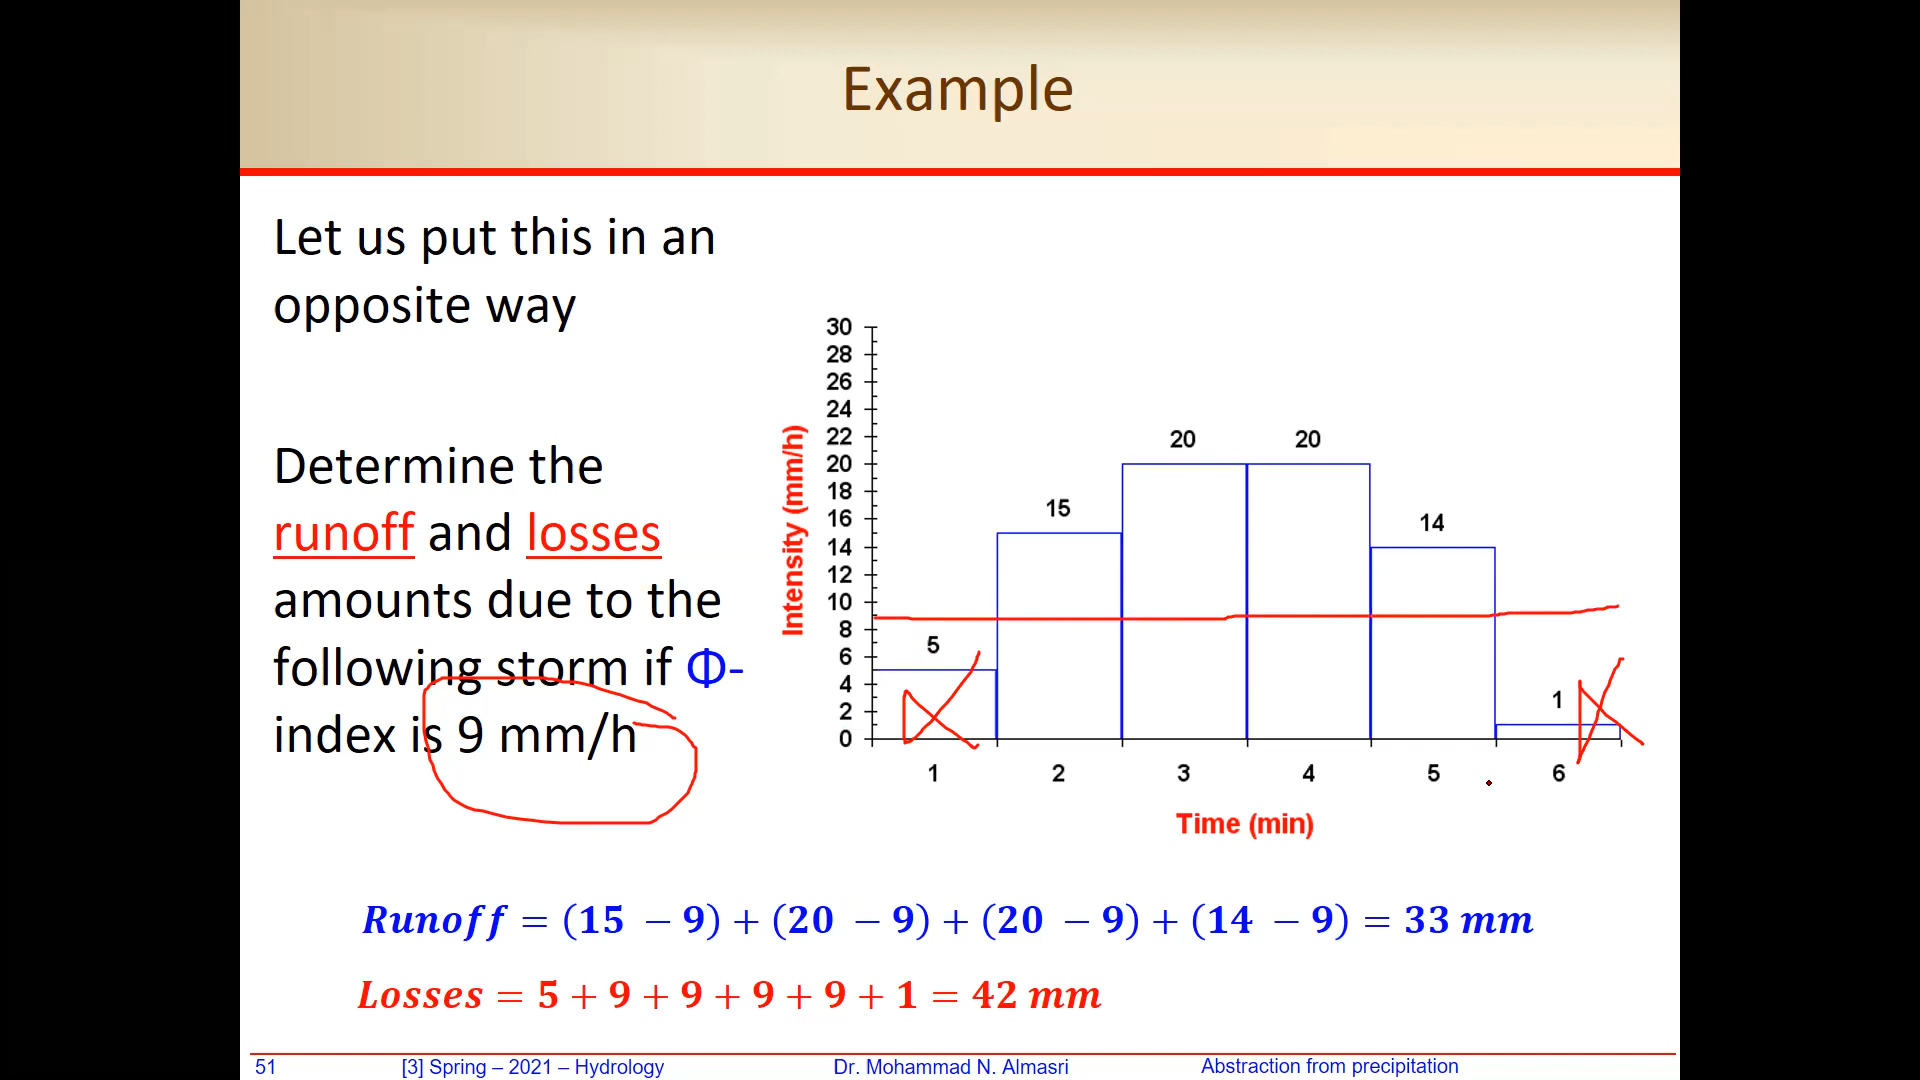 Example
Let us put this in an
opposite way
Determine the
runoff and losses
amounts due to the
following storm if Φ-
index is 9 mm/h
30
28
26
24
22
20
18
16
14
12
10
8
6
4
2
0
Intensity (mm/h)
5
15
20
20
14
1
1
2
3
4
5
6
Time (min)
Runoff = (15 − 9) + (20 − 9) + (20 − 9) + (14 − 9) = 33 mm
Losses = 5 + 9 + 9 + 9 + 9 + 1 = 42 mm
51
[3] Spring – 2021 – Hydrology
Dr. Mohammad N. Almasri
Abstraction from precipitation